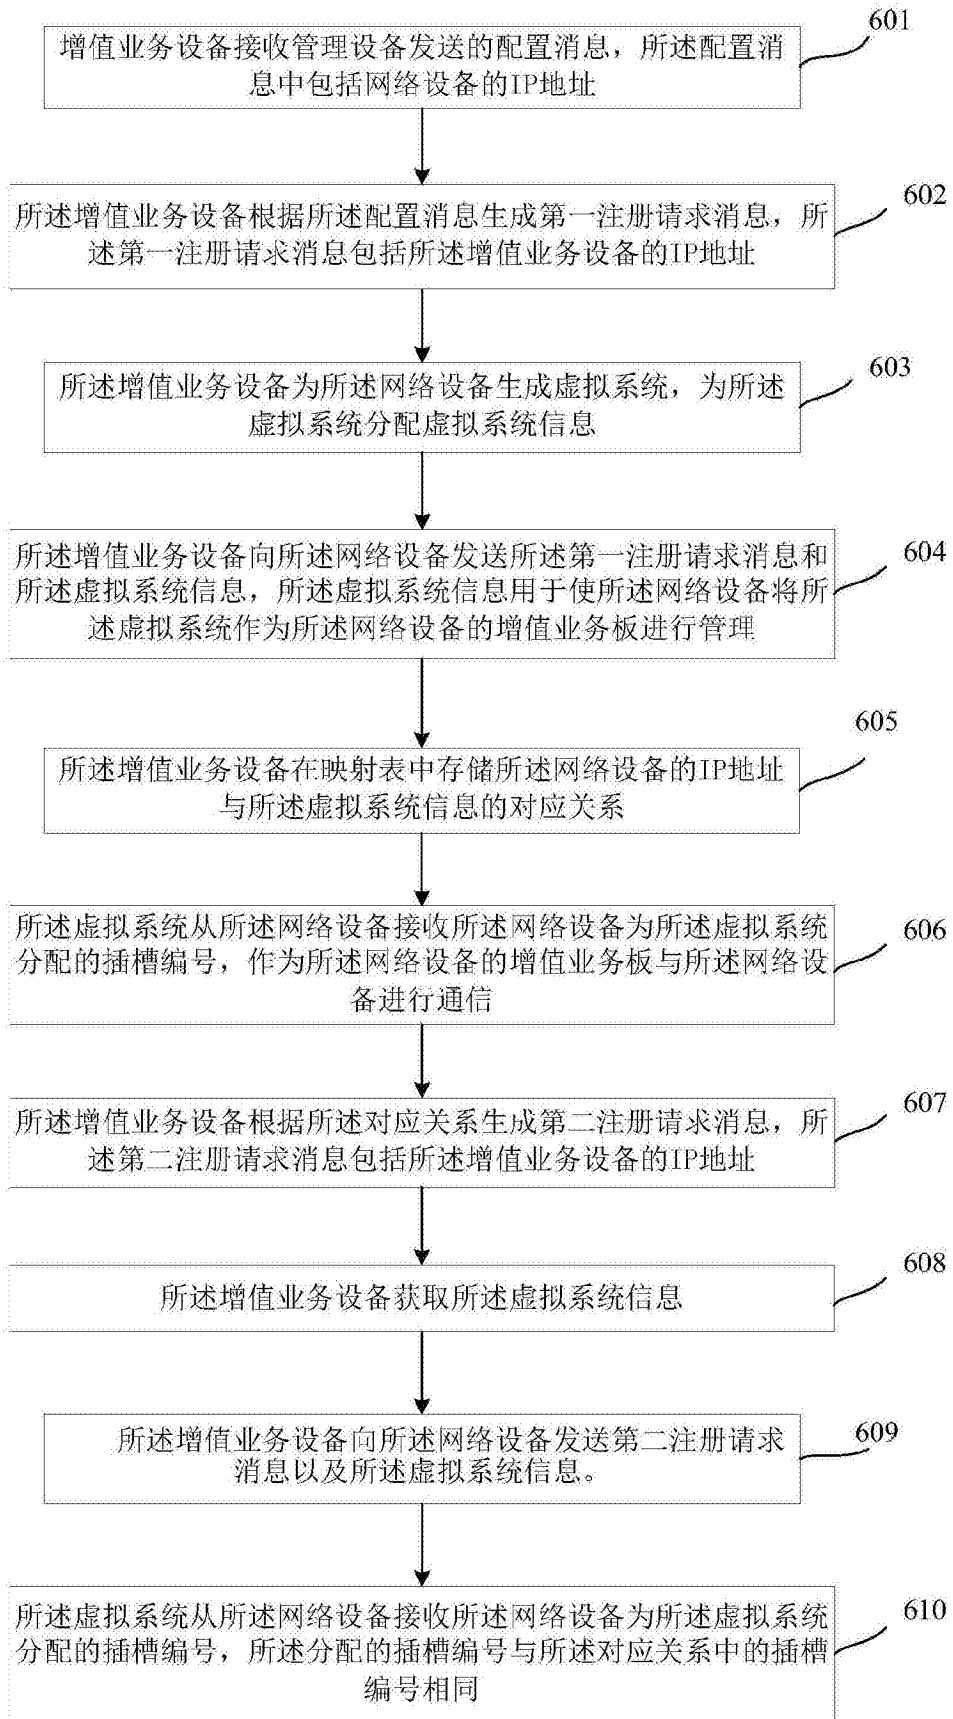 601
增值业务设备接收管理设备发送的配置消息，所述配置消
息中包括网络设备的IP地址
602
所述增值业务设备根据所述配置消息生成第一注册请求消息，所
述第一注册请求消息包括所述增值业务设备的IP地址
603
所述增值业务设备为所述网络设备生成虚拟系统，为所述
虚拟系统分配虚拟系统信息
604
所述增值业务设备向所述网络设备发送所述第一注册请求消息和
所述虚拟系统信息，所述虚拟系统信息用于使所述网络设备将所
述虚拟系统作为所述网络设备的增值业务板进行管理
605
所述增值业务设备在映射表中存储所述网络设备的IP地址
与所述虚拟系统信息的对应关系
606
所述虚拟系统从所述网络设备接收所述网络设备为所述虚拟系统
分配的插槽编号，作为所述网络设备的增值业务板与所述网络设
备进行通信
607
所述增值业务设备根据所述对应关系生成第二注册请求消息，所
述第二注册请求消息包括所述增值业务设备的IP地址
608
所述增值业务设备获取所述虚拟系统信息
609
所述增值业务设备向所述网络设备发送第二注册请求
消息以及所述虚拟系统信息。
610
所述虚拟系统从所述网络设备接收所述网络设备为所述虚拟系统
分配的插槽编号，所述分配的插槽编号与所述对应关系中的插槽
编号相同